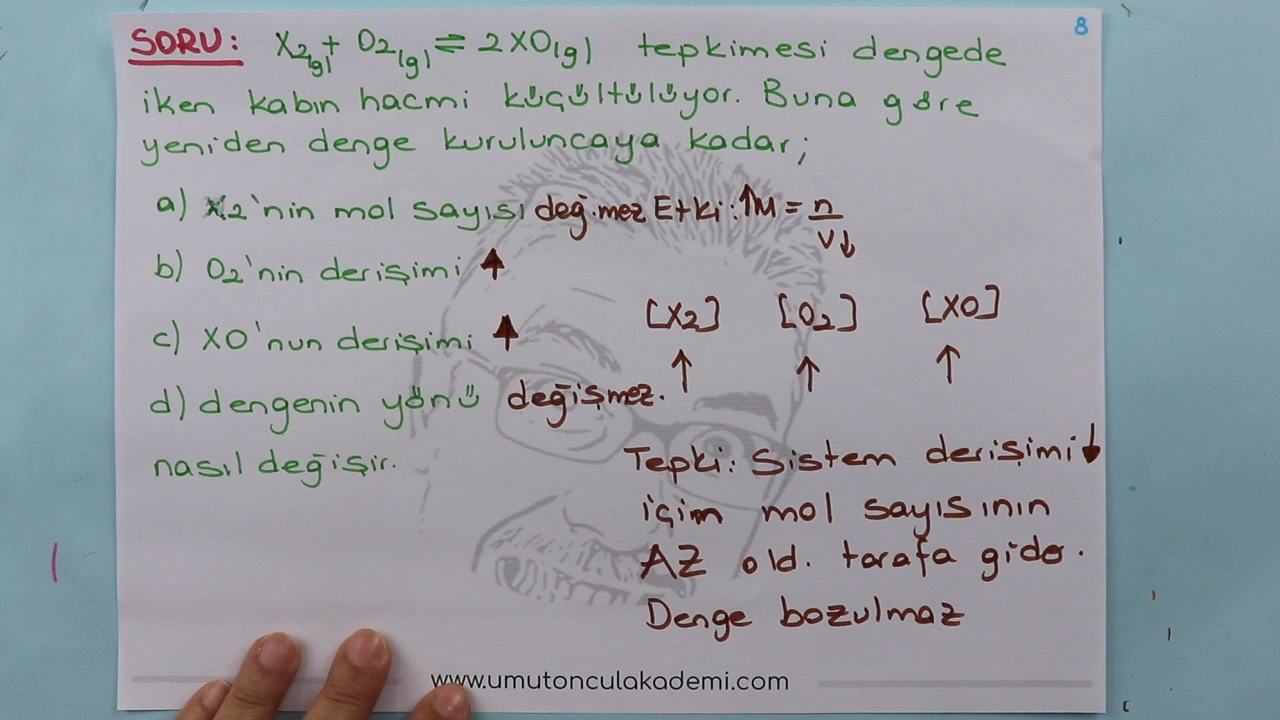 8
SORU: X2(g) + O2(g) ⇌ 2XO(g) tepkimesi dengede
iken kabın hacmi küçültülüyor. Buna göre
yeniden denge kuruluncaya kadar;
a) X2'nin mol sayısı değ.mez Etki: ↑M = n/V↓
b) O2'nin derişimi ↑
[X2] [O2] [XO]
c) XO'nun derişimi ↑
↑ ↑ ↑
d) dengenin yönü değişmez.
nasıl değişir.
Tepki: Sistem derişimi ↓
için mol sayısının
AZ old. tarafa gider.
Denge bozulmaz
www.umutonculakademi.com